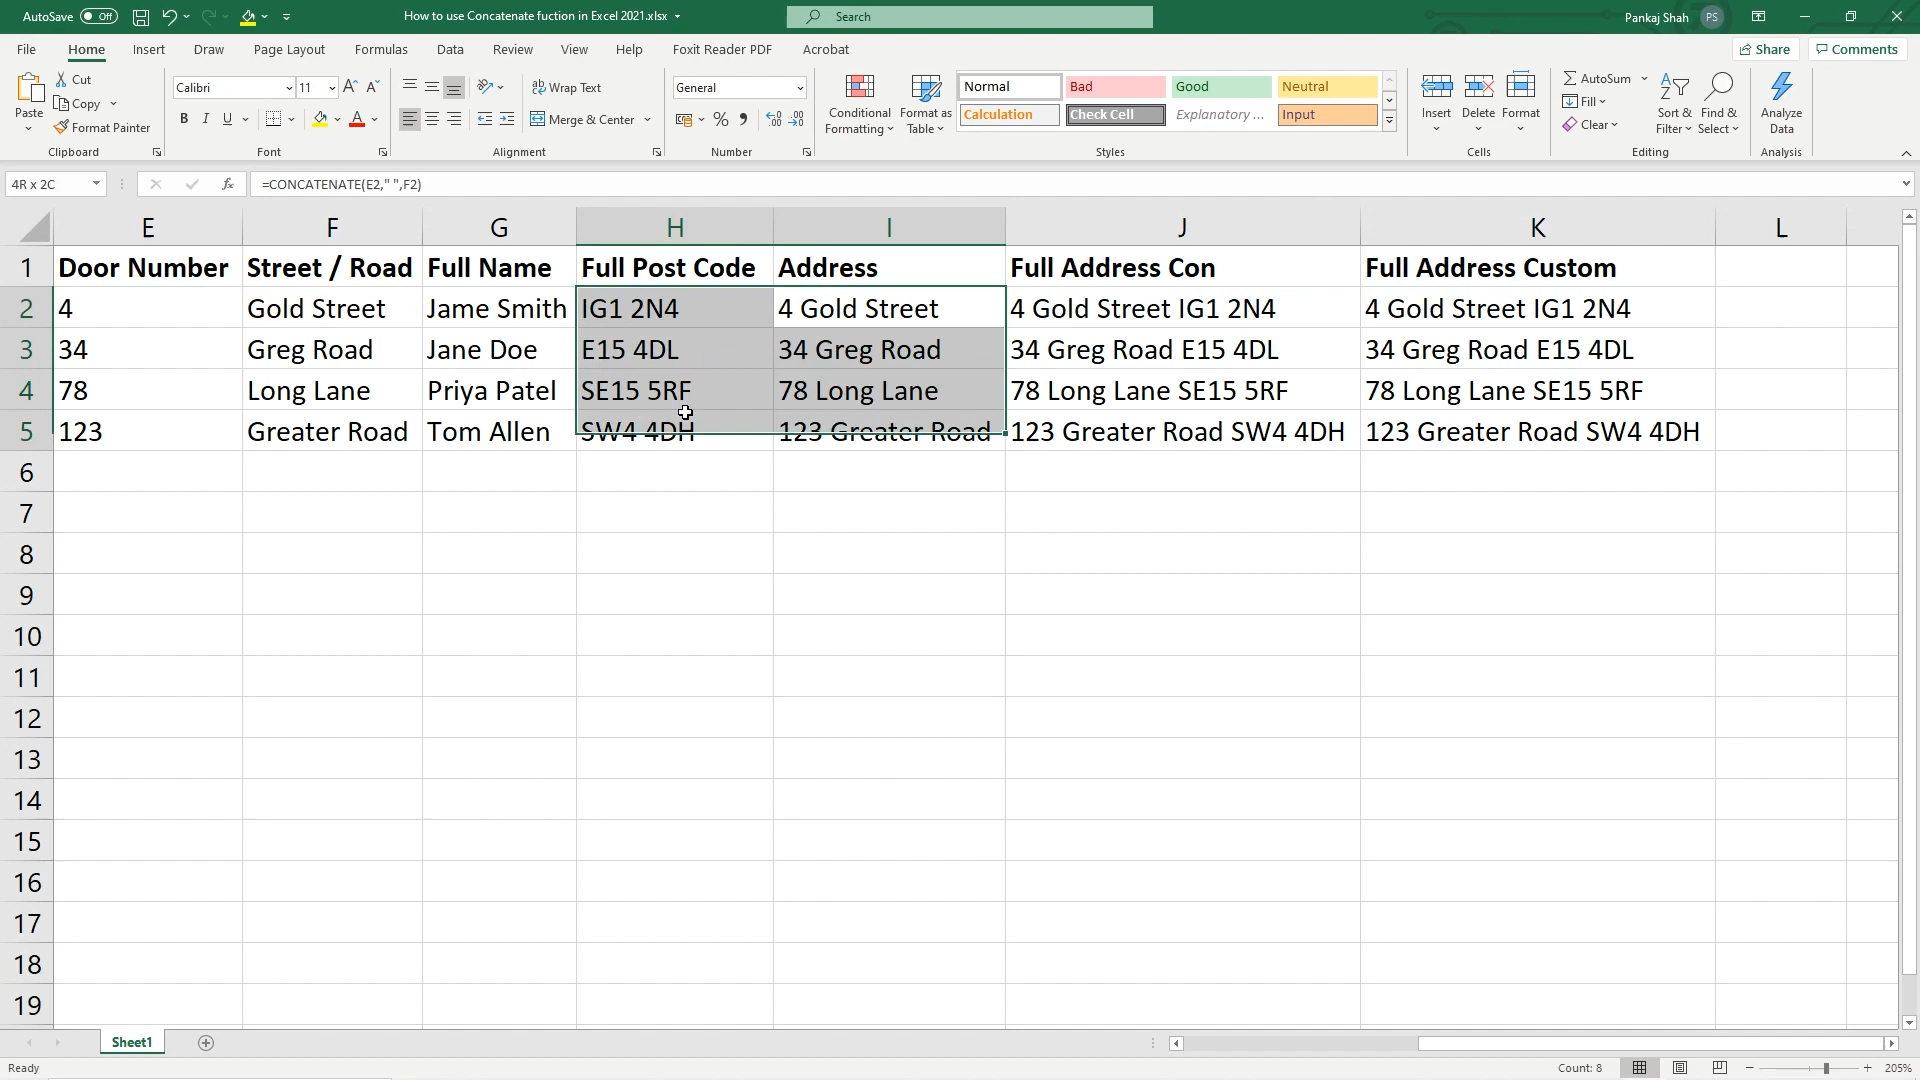 AutoSave Off How to use Concatenate fuction in Excel 2021.xlsx Search Pankaj Shah PS
File Home Insert Draw Page Layout Formulas Data Review View Help Foxit Reader PDF Acrobat Share Comments
Paste
Cut
Copy
Format Painter
Clipboard
Calibri 11 A A
B I U A
Font
ab Wrap Text
Merge & Center
Alignment
General
% 9
Number
Conditional Formatting
Format as Table
Normal Bad Good Neutral
Calculation Check Cell Explanatory ... Input
Styles
Insert Delete Format
Cells
AutoSum
Fill
Clear
Sort & Filter
Find & Select
Editing
Analyze Data
Analysis
4R x 2C fx =CONCATENATE(E2," ",F2)
E F G H I J K L
1 Door Number Street / Road Full Name Full Post Code Address Full Address Con Full Address Custom
2 4 Gold Street Jame Smith IG1 2N4 4 Gold Street 4 Gold Street IG1 2N4 4 Gold Street IG1 2N4
3 34 Greg Road Jane Doe E15 4DL 34 Greg Road 34 Greg Road E15 4DL 34 Greg Road E15 4DL
4 78 Long Lane Priya Patel SE15 5RF 78 Long Lane 78 Long Lane SE15 5RF 78 Long Lane SE15 5RF
5 123 Greater Road Tom Allen SW4 4DH 123 Greater Road 123 Greater Road SW4 4DH 123 Greater Road SW4 4DH
6
7
8
9
10
11
12
13
14
15
16
17
18
19
Sheet1
Ready Count: 8 205%